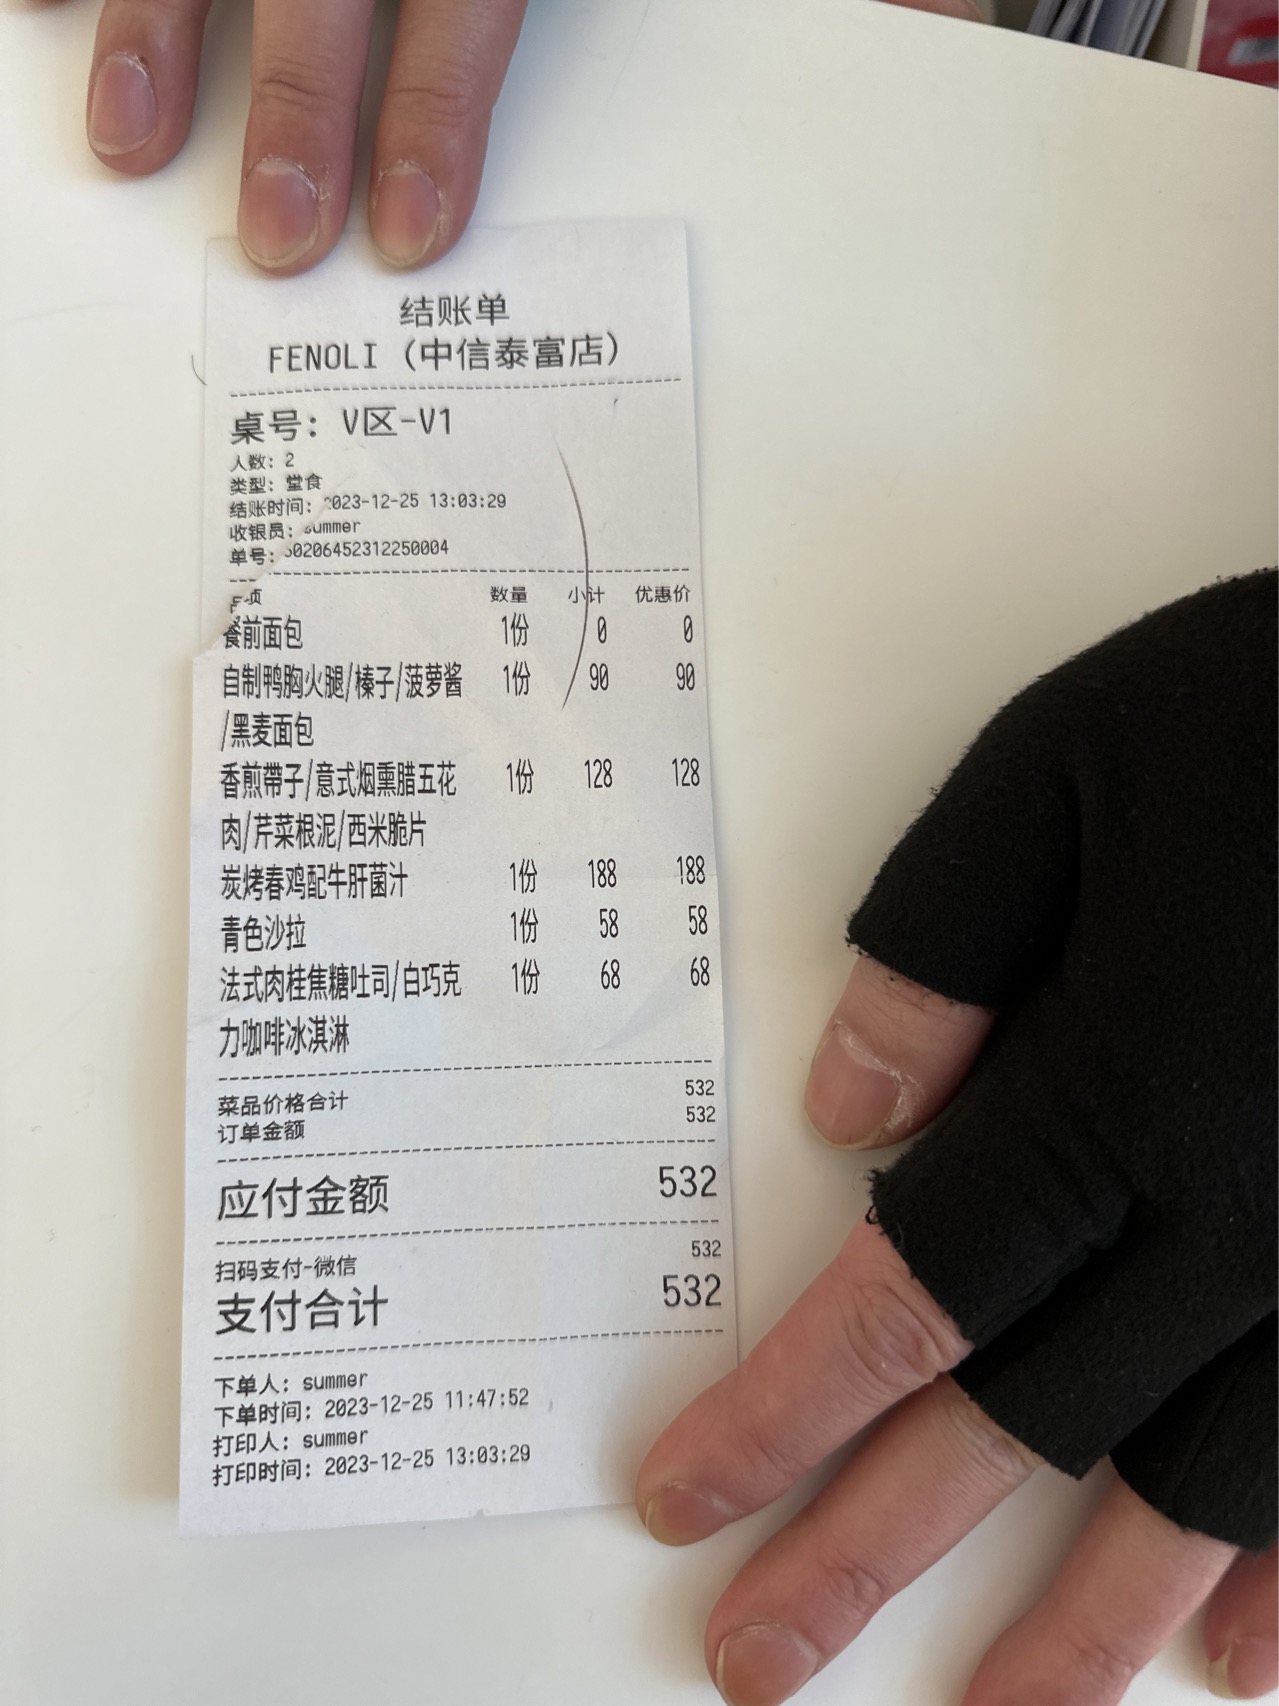 结账单
FENOLI（中信泰富店）
桌号：V区-V1
人数：2
类型：堂食
结账时间：2023-12-25 13:03:29
收银员：summer
单号：02064523122500​04
项 数量 小计 优惠价
餐前面包 1份 0 0
自制鸭胸火腿/榛子/菠萝酱 1份 90 90
/黑麦面包
香煎帶子/意式烟熏腊五花 1份 128 128
肉/芹菜根泥/西米脆片
炭烤春鸡配牛肝菌汁 1份 188 188
青色沙拉 1份 58 58
法式肉桂焦糖吐司/白巧克 1份 68 68
力咖啡冰淇淋
菜品价格合计 532
订单金额 532
应付金额 532
扫码支付-微信 532
支付合计 532
下单人：summer
下单时间：2023-12-25 11:47:52
打印人：summer
打印时间：2023-12-25 13:03:29